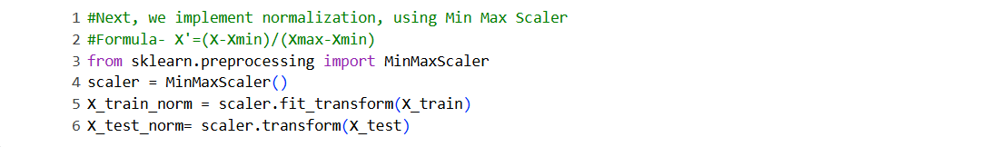 1 #Next, we implement normalization, using Min Max Scaler
2 #Formula- X'=(X-Xmin)/(Xmax-Xmin)
3 from sklearn.preprocessing import MinMaxScaler
4 scaler = MinMaxScaler()
5 X_train_norm = scaler.fit_transform(X_train)
6 X_test_norm= scaler.transform(X_test)